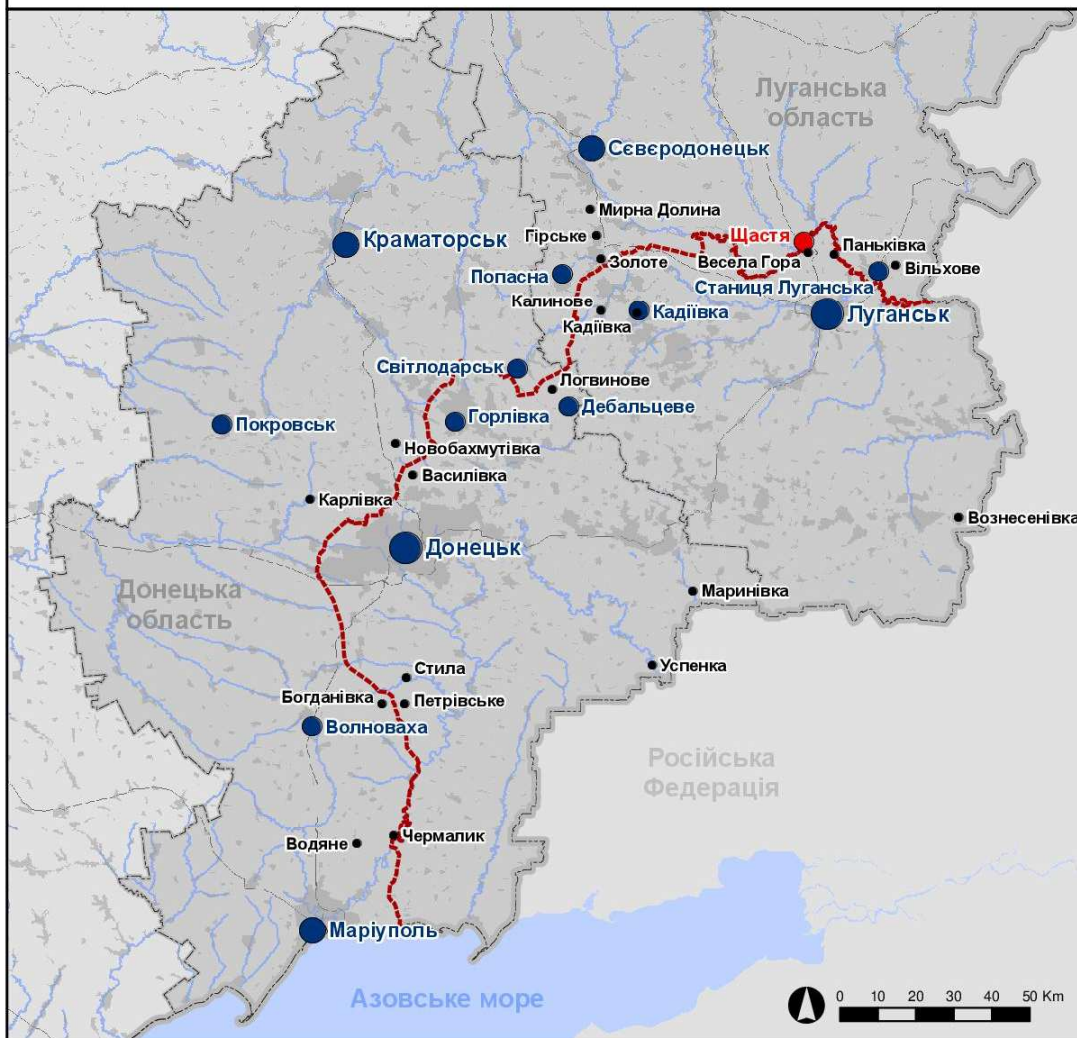 Луганська
область
Сєвєродонецьк
Мирна Долина
Щастя
Гірське
Краматорськ
Паньківка
Золоте
Весела Гора
Вільхове
Попасна
Станиця Луганська
Калинове
Кадіївка
Луганськ
Кадіївка
Світлодарськ
Логвинове
Дебальцеве
Горлівка
Покровськ
Новобахмутівка
Василівка
Карлівка
Вознесенівка
Донецьк
Донецька
область
Маринівка
Успенка
Стила
Богданівка
Петрівське
Волноваха
Російська
Федерація
Чермалик
Водяне
Маріуполь
Азовське море
0 10 20 30 40 50 Km